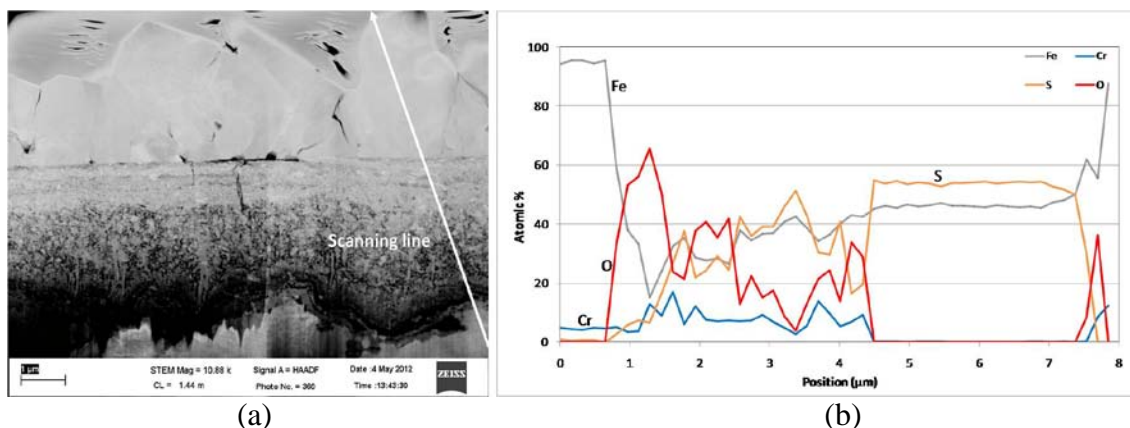 Scanning line
1 µm
STEM Mag = 10.88 k
CL = 1.44 m
Signal A = HAADF
Photo No. = 360
Date :4 May 2012
Time :13:43:30
ZEISS
(a)
100
80
60
40
20
0
Atomic %
Fe
Cr
S
O
Fe
O
Cr
S
0 1 2 3 4 5 6 7 8
Position (µm)
(b)